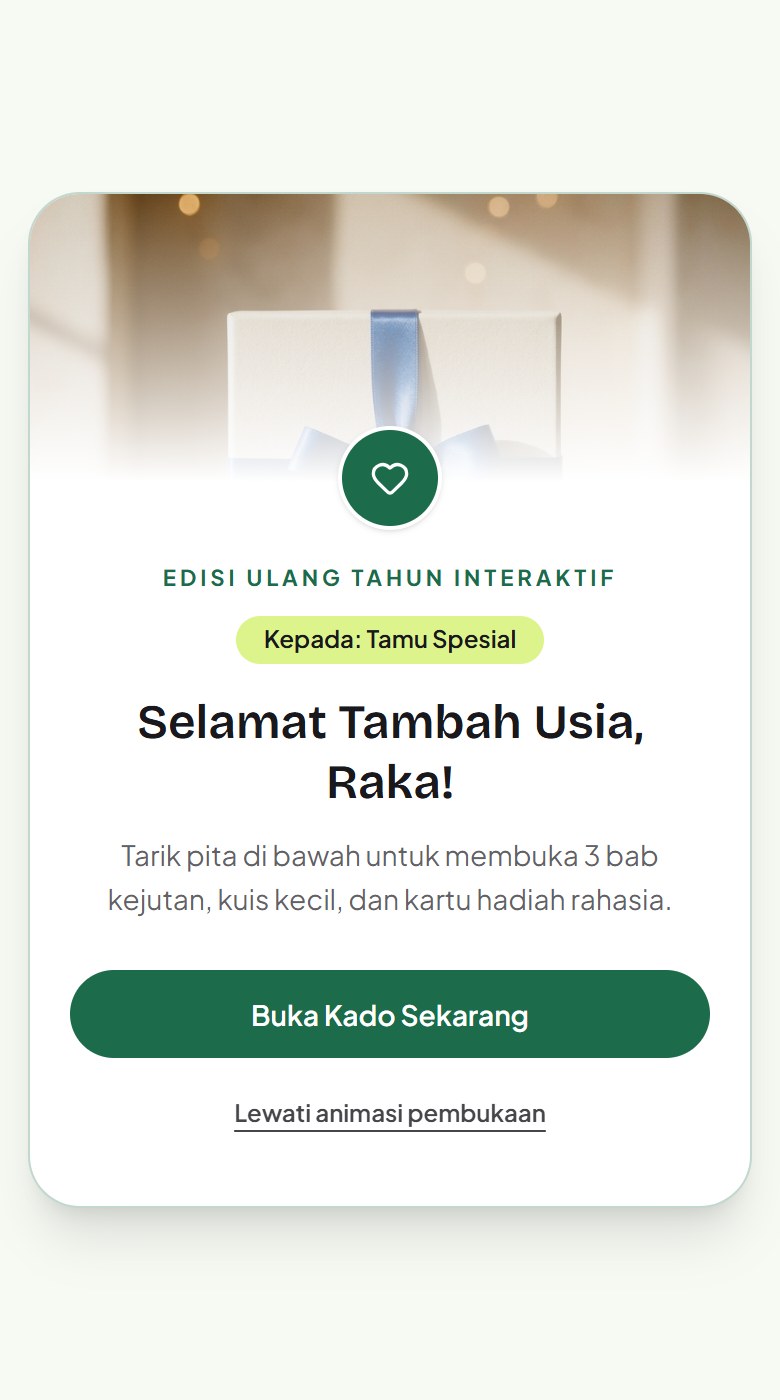 EDISI ULANG TAHUN INTERAKTIF
Kepada: Tamu Spesial
Selamat Tambah Usia,
Raka!
Tarik pita di bawah untuk membuka 3 bab
kejutan, kuis kecil, dan kartu hadiah rahasia.
Buka Kado Sekarang
Lewati animasi pembukaan